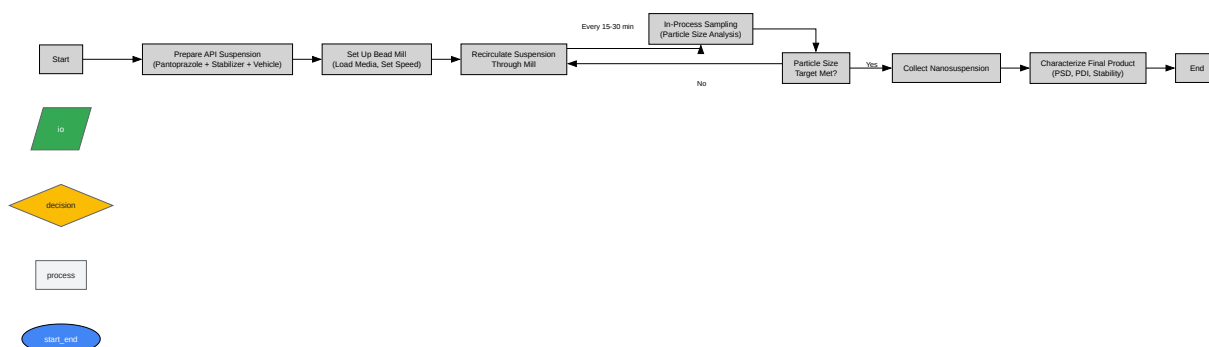 Start
Prepare API Suspension
(Pantoprazole + Stabilizer + Vehicle)
Set Up Bead Mill
(Load Media, Set Speed)
Recirculate Suspension
Through Mill
Every 15-30 min
In-Process Sampling
(Particle Size Analysis)
Particle Size
Target Met?
Yes
No
Collect Nanosuspension
Characterize Final Product
(PSD, PDI, Stability)
End
io
decision
process
start_end